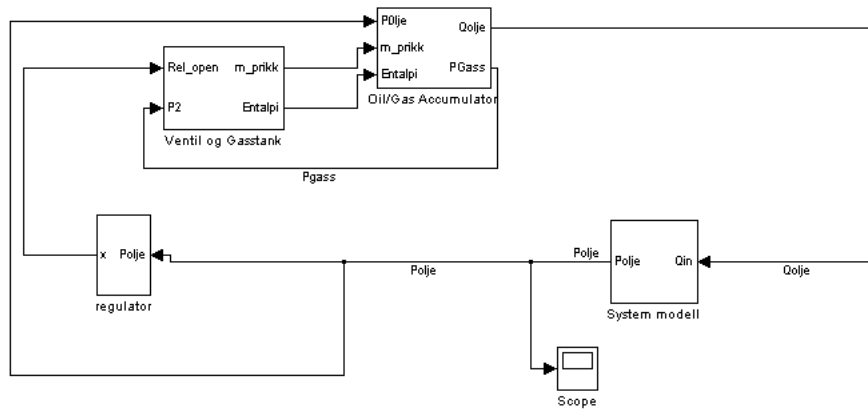 POlje
Qolje
m_prikk
Entalpi
PGass
Oil/Gas Accumulator
Rel_open
m_prikk
P2
Entalpi
Ventil og Gasstank
Pgass
x
Polje
regulator
Polje
Polje
Polje
Qin
System modell
Qolje
Scope